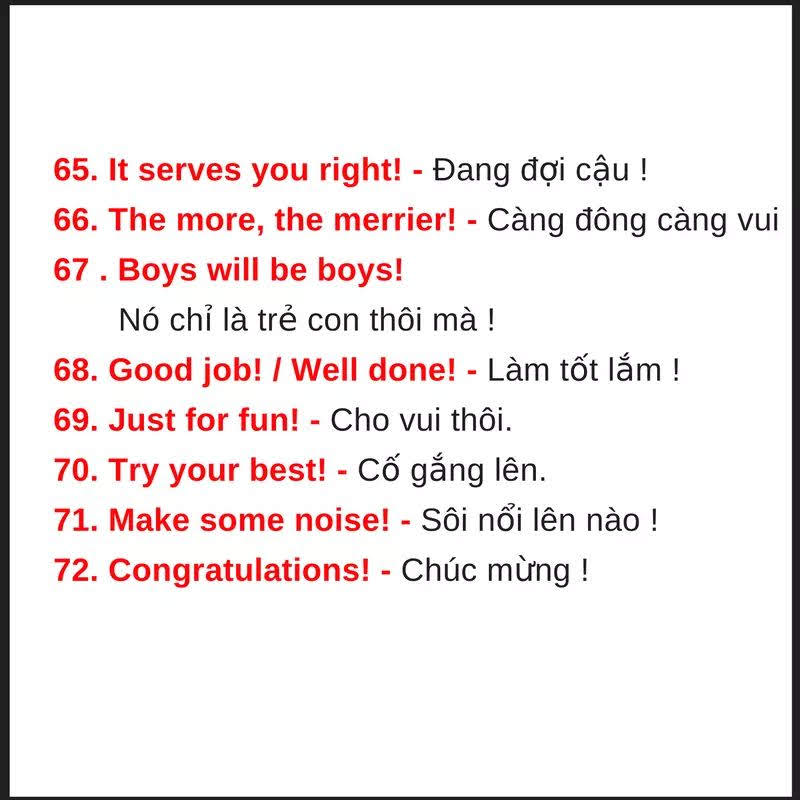 65. It serves you right! - Đang đợi cậu !
66. The more, the merrier! - Càng đông càng vui
67 . Boys will be boys!
Nó chỉ là trẻ con thôi mà !
68. Good job! / Well done! - Làm tốt lắm !
69. Just for fun! - Cho vui thôi.
70. Try your best! - Cố gắng lên.
71. Make some noise! - Sôi nổi lên nào !
72. Congratulations! - Chúc mừng !